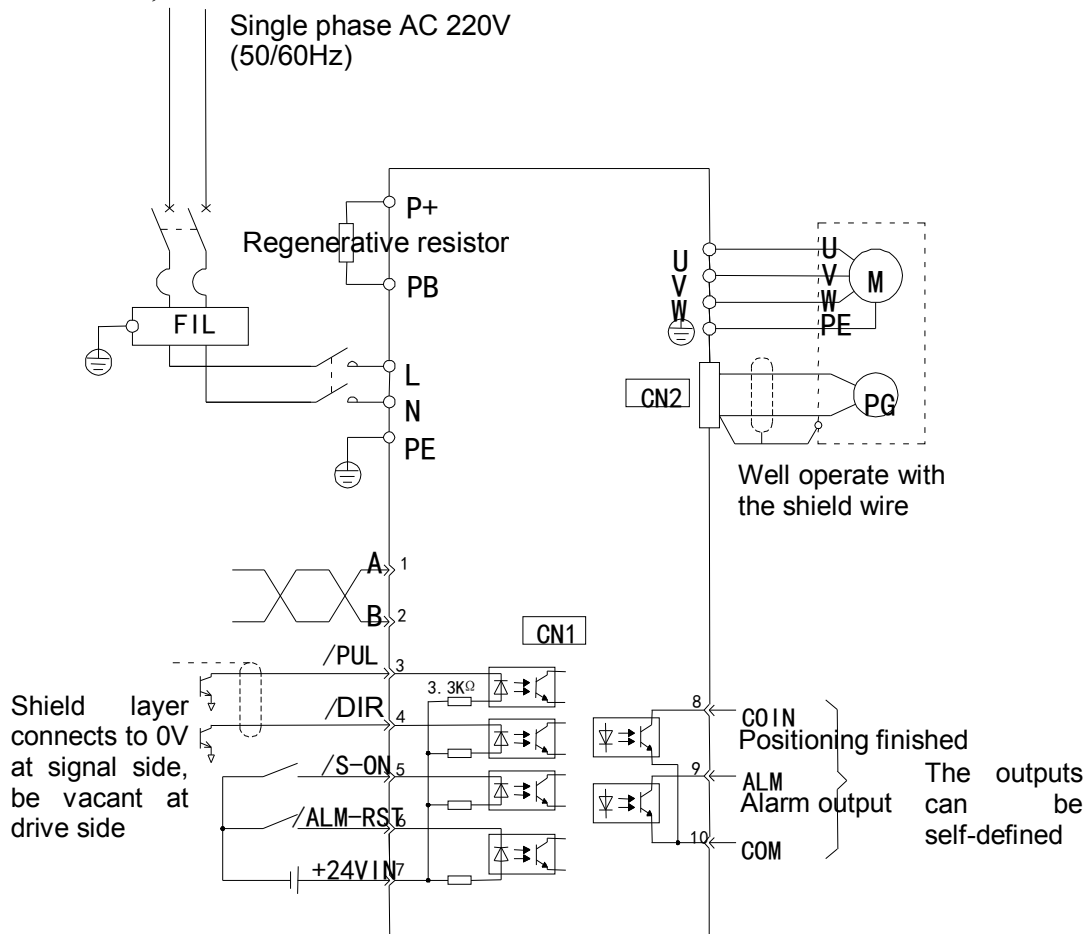 Single phase AC 220V
(50/60Hz)
P+
Regenerative resistor
PB
FIL
L
N
PE
U
V
W
U
V
W
PE
M
CN2
PG
Well operate with
the shield wire
A 1
B 2
CN1
/PUL 3
3.3KΩ
/DIR 4
/S-ON 5
/ALM-RST 6
+24VIN 7
Shield layer
connects to 0V
at signal side,
be vacant at
drive side
8 COIN
Positioning finished
9 ALM
Alarm output
10 COM
The outputs
can be
self-defined